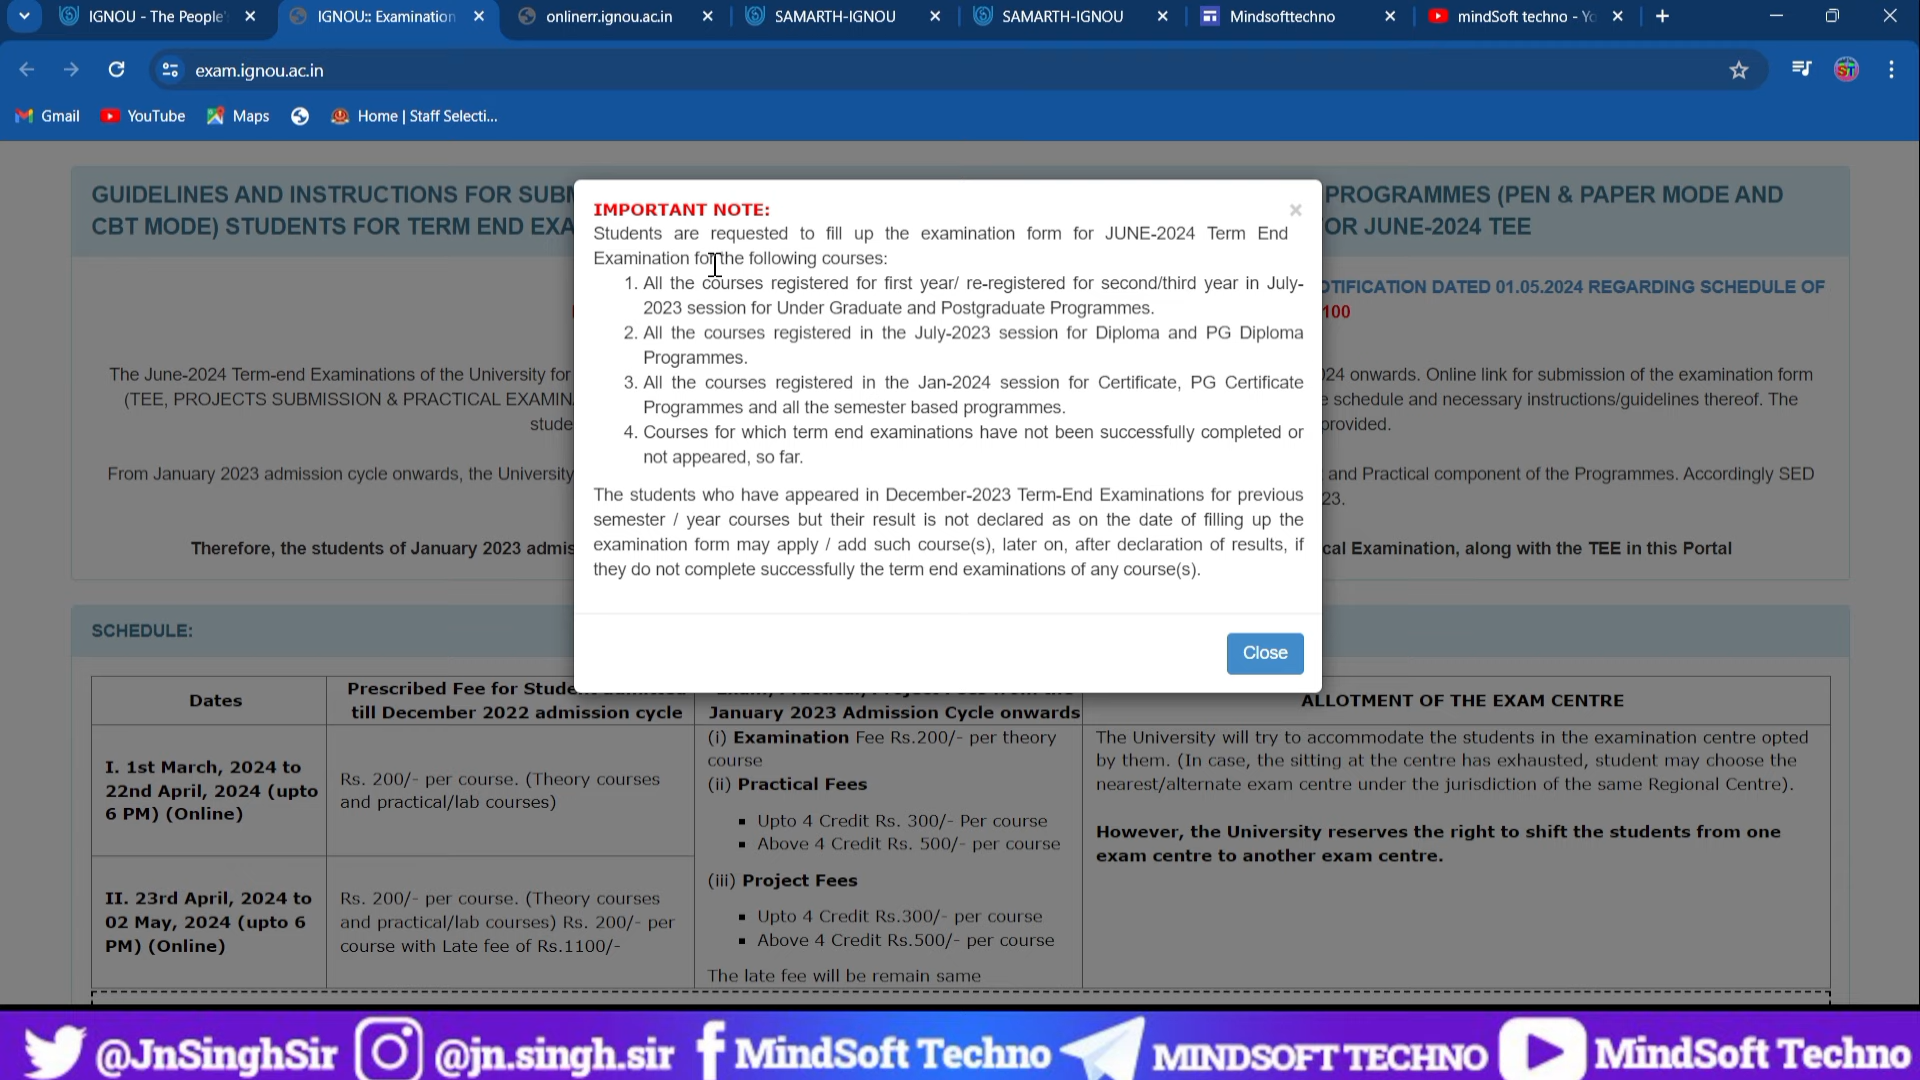 IGNOU - The People'
IGNOU:: Examination
onlinerr.ignou.ac.in
SAMARTH-IGNOU
SAMARTH-IGNOU
Mindsofttechno
mindSoft techno - Yo
exam.ignou.ac.in
Gmail
YouTube
Maps
Home | Staff Selecti...
GUIDELINES AND INSTRUCTIONS FOR SUBM
PROGRAMMES (PEN & PAPER MODE AND
CBT MODE) STUDENTS FOR TERM END EXA
OR JUNE-2024 TEE
OTIFICATION DATED 01.05.2024 REGARDING SCHEDULE OF
100
The June-2024 Term-end Examinations of the University for
24 onwards. Online link for submission of the examination form
(TEE, PROJECTS SUBMISSION & PRACTICAL EXAMIN
schedule and necessary instructions/guidelines thereof. The
stude
provided.
From January 2023 admission cycle onwards, the University
and Practical component of the Programmes. Accordingly SED
23.
Therefore, the students of January 2023 admis
cal Examination, along with the TEE in this Portal
IMPORTANT NOTE:
×
Students are requested to fill up the examination form for JUNE-2024 Term End
Examination for the following courses:
1. All the courses registered for first year/ re-registered for second/third year in July-
2023 session for Under Graduate and Postgraduate Programmes.
2. All the courses registered in the July-2023 session for Diploma and PG Diploma
Programmes.
3. All the courses registered in the Jan-2024 session for Certificate, PG Certificate
Programmes and all the semester based programmes.
4. Courses for which term end examinations have not been successfully completed or
not appeared, so far.
The students who have appeared in December-2023 Term-End Examinations for previous
semester / year courses but their result is not declared as on the date of filling up the
examination form may apply / add such course(s), later on, after declaration of results, if
they do not complete successfully the term end examinations of any course(s).
Close
SCHEDULE:
Dates
Prescribed Fee for Student admitted
till December 2022 admission cycle
January 2023 Admission Cycle onwards
ALLOTMENT OF THE EXAM CENTRE
I. 1st March, 2024 to
22nd April, 2024 (upto
6 PM) (Online)
Rs. 200/- per course. (Theory courses
and practical/lab courses)
(i) Examination Fee Rs.200/- per theory
course
(ii) Practical Fees
▪ Upto 4 Credit Rs. 300/- Per course
▪ Above 4 Credit Rs. 500/- per course
(iii) Project Fees
▪ Upto 4 Credit Rs.300/- per course
▪ Above 4 Credit Rs.500/- per course
The late fee will be remain same
The University will try to accommodate the students in the examination centre opted
by them. (In case, the sitting at the centre has exhausted, student may choose the
nearest/alternate exam centre under the jurisdiction of the same Regional Centre).
However, the University reserves the right to shift the students from one
exam centre to another exam centre.
II. 23rd April, 2024 to
02 May, 2024 (upto 6
PM) (Online)
Rs. 200/- per course. (Theory courses
and practical/lab courses) Rs. 200/- per
course with Late fee of Rs.1100/-
@JnSinghSir
@jn.singh.sir
MindSoft Techno
MINDSOFT TECHNO
MindSoft Techno